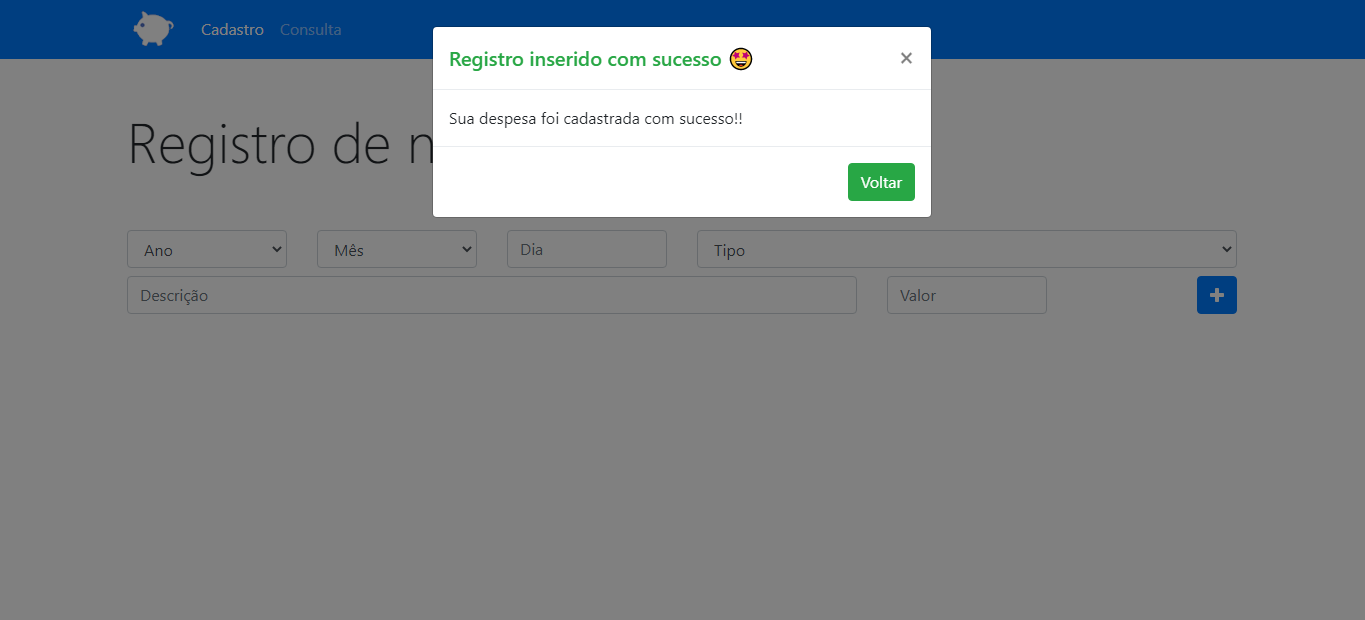 Cadastro Consulta
Registro inserido com sucesso 🤩 ×
Sua despesa foi cadastrada com sucesso!!
Voltar
Registro de n
Ano Mês Dia Tipo
Descrição Valor